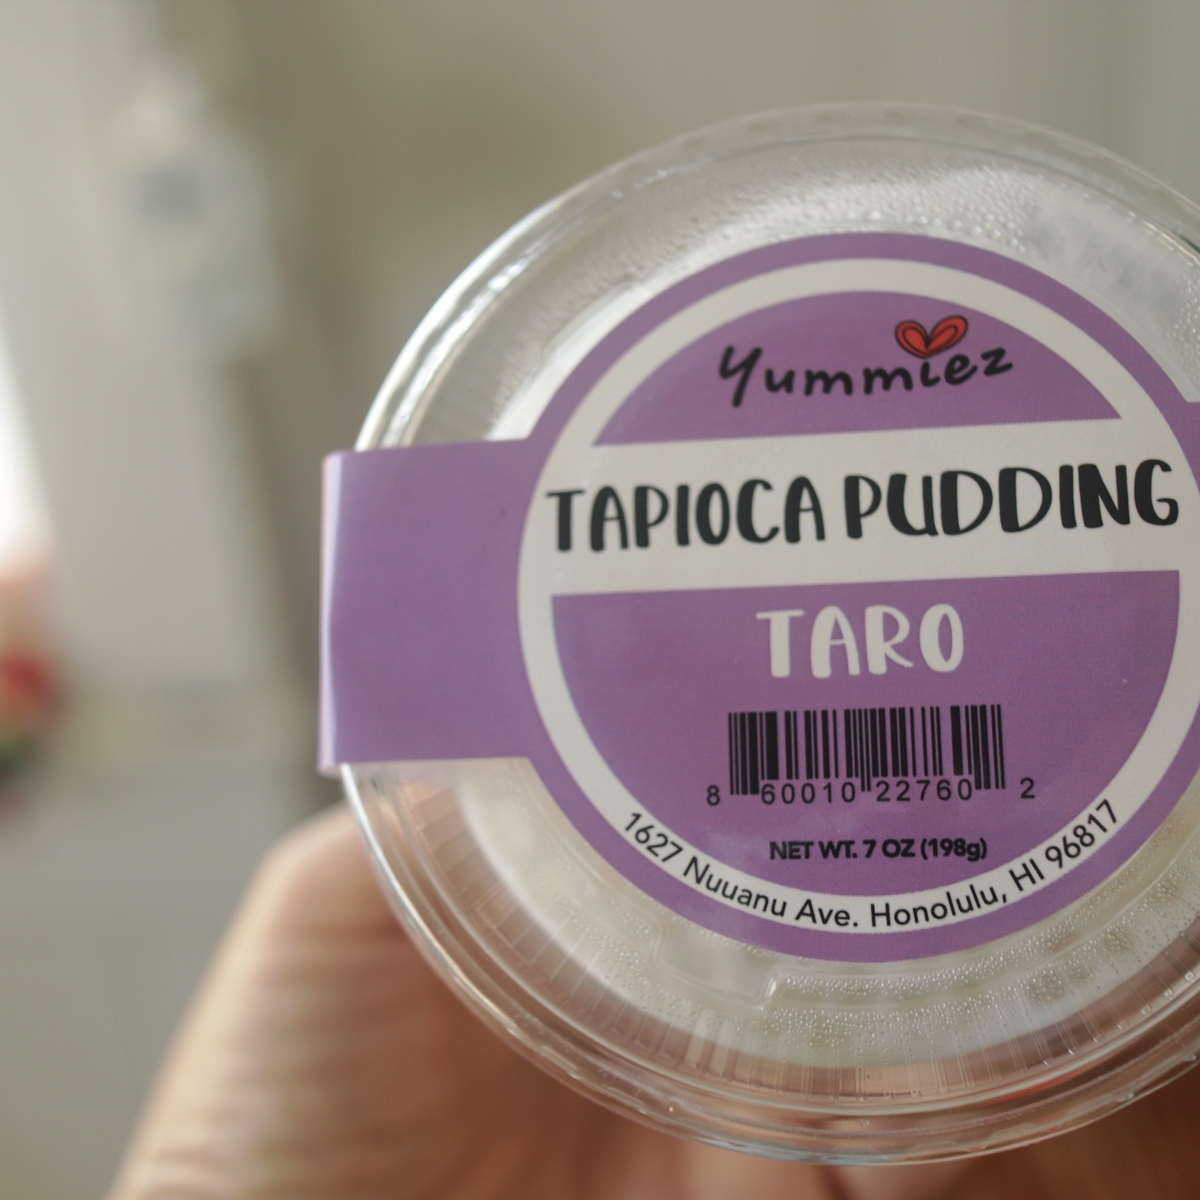 Yummiez
TAPIOCA PUDDING
TARO
8 60010 22760 2
NET WT. 7 OZ (198g)
1627 Nuuanu Ave. Honolulu, HI 96817